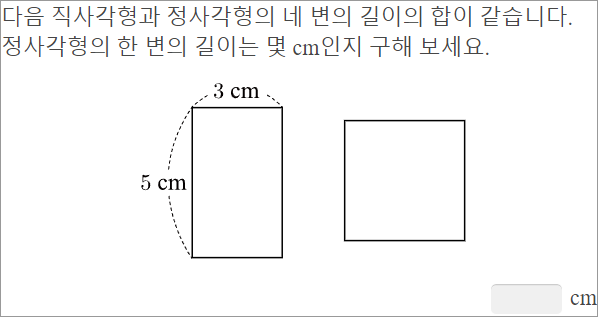 다음 직사각형과 정사각형의 네 변의 길이의 합이 같습니다.
정사각형의 한 변의 길이는 몇 cm인지 구해 보세요.
3 cm
5 cm
cm